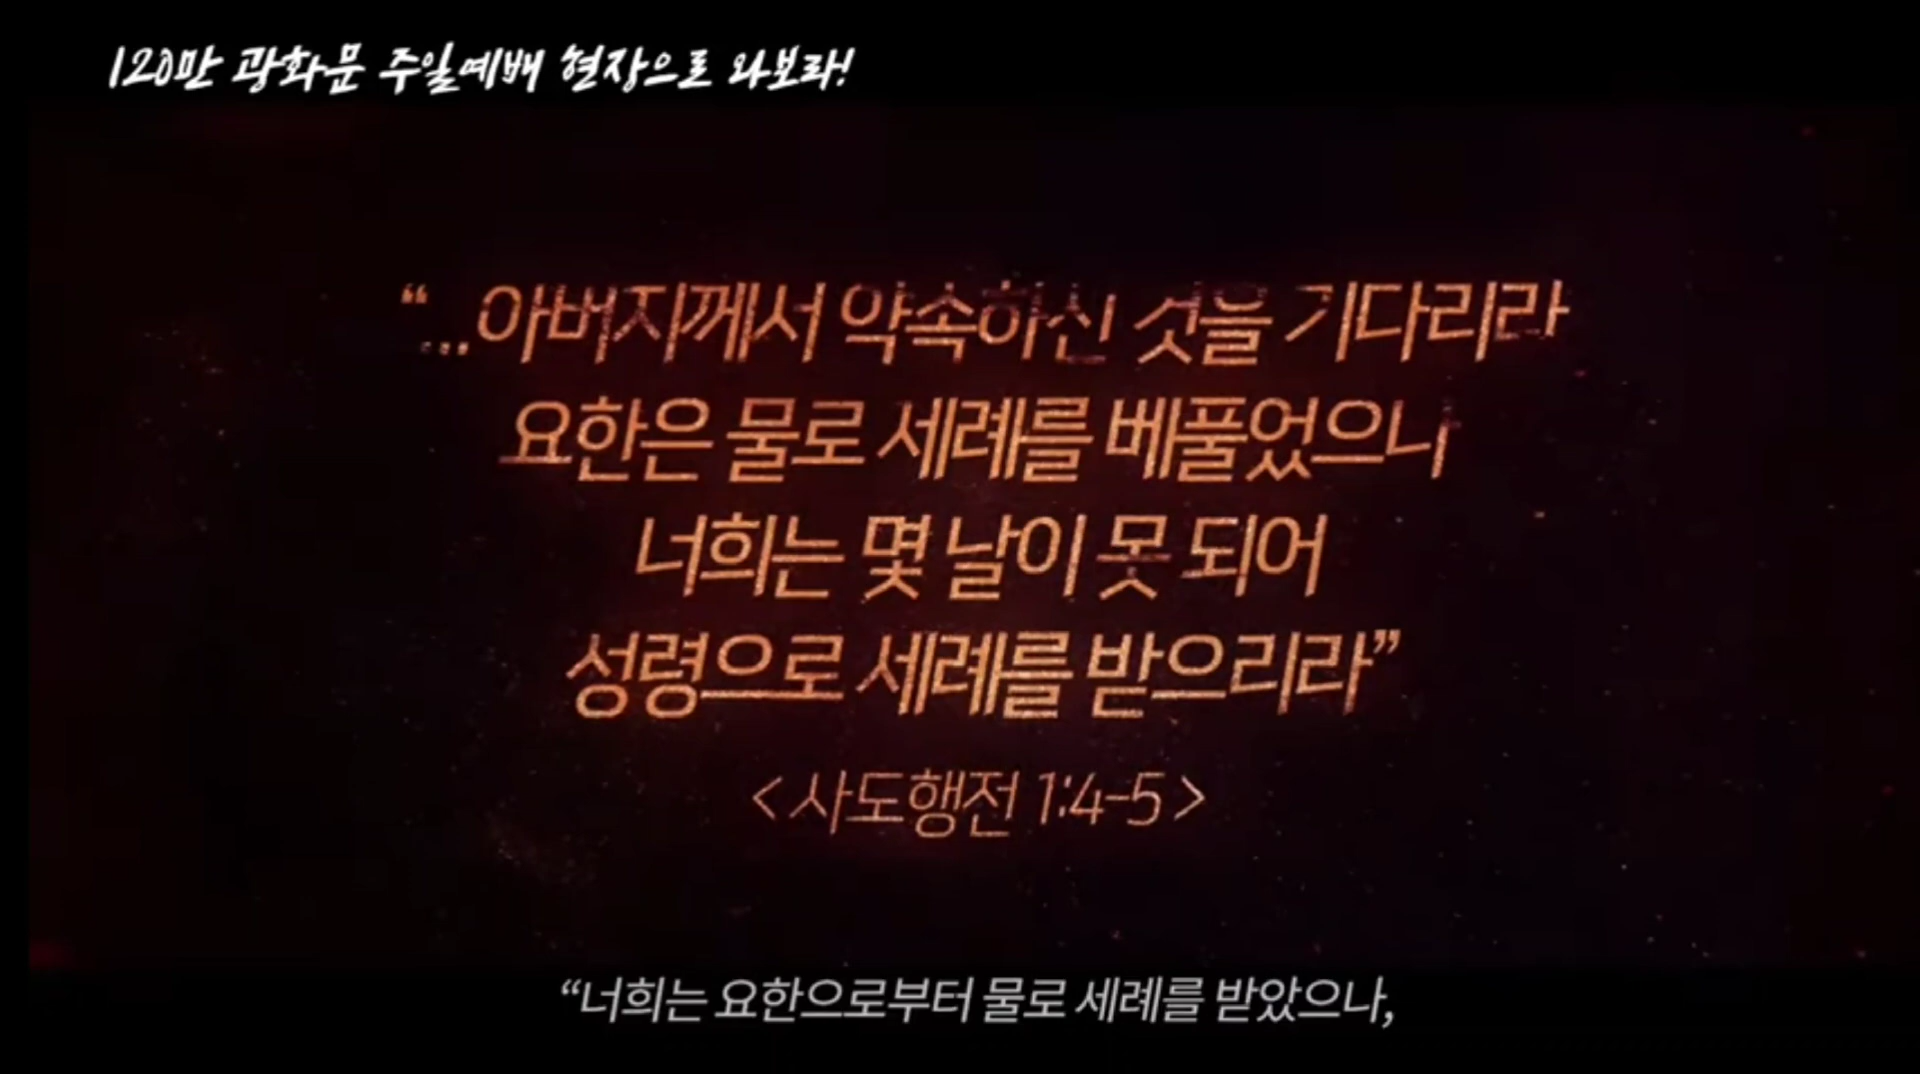 120만 광화문 주일예배 현장으로 와보라!
“...아버지께서 약속하신 것을 기다리라
요한은 물로 세례를 베풀었으나
너희는 몇 날이 못 되어
성령으로 세례를 받으리라”
<사도행전 1:4-5>
“너희는 요한으로부터 물로 세례를 받았으나,